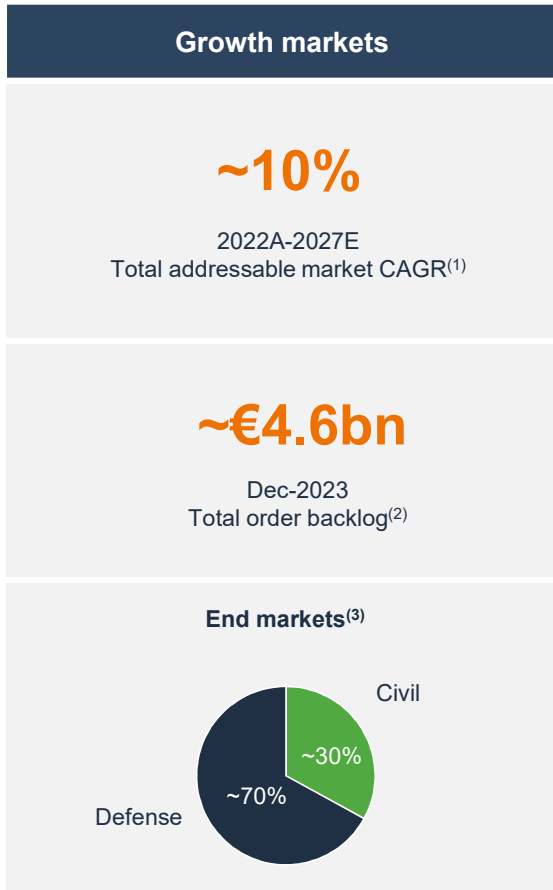 Growth markets
~10%
2022A-2027E
Total addressable market CAGR(1)
~€4.6bn
Dec-2023
Total order backlog(2)
End markets(3)
Civil
~30%
~70%
Defense